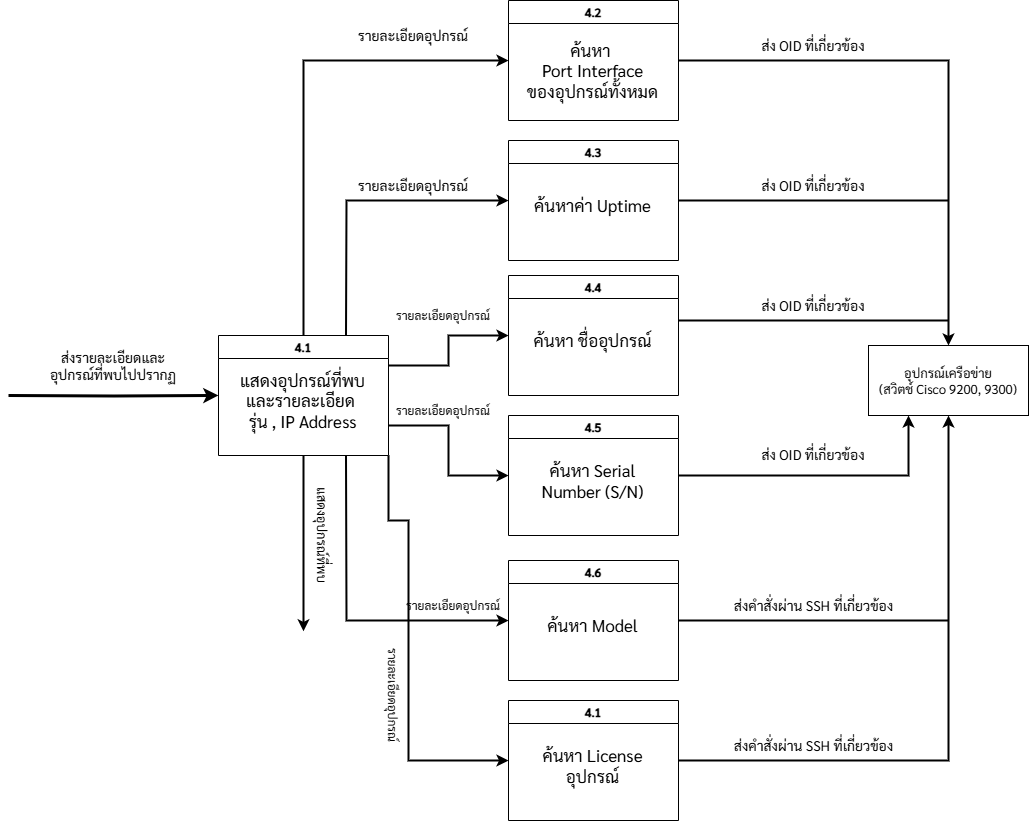 4.2
รายละเอียดอุปกรณ์
ค้นหา
Port Interface
ของอุปกรณ์ทั้งหมด
ส่ง OID ที่เกี่ยวข้อง
4.3
รายละเอียดอุปกรณ์
ค้นหาค่า Uptime
ส่ง OID ที่เกี่ยวข้อง
4.4
รายละเอียดอุปกรณ์
ค้นหา ชื่ออุปกรณ์
ส่ง OID ที่เกี่ยวข้อง
4.1
ส่งรายละเอียดและ
อุปกรณ์ที่พบไปปรากฏ
แสดงอุปกรณ์ที่พบ
และรายละเอียด
รุ่น , IP Address
อุปกรณ์เครือข่าย
(สวิตช์ Cisco 9200, 9300)
รายละเอียดอุปกรณ์
4.5
ค้นหา Serial
Number (S/N)
ส่ง OID ที่เกี่ยวข้อง
แสดงอุปกรณ์ที่พบ
4.6
รายละเอียดอุปกรณ์
ค้นหา Model
ส่งคำสั่งผ่าน SSH ที่เกี่ยวข้อง
รายละเอียดอุปกรณ์
4.1
ค้นหา License
อุปกรณ์
ส่งคำสั่งผ่าน SSH ที่เกี่ยวข้อง